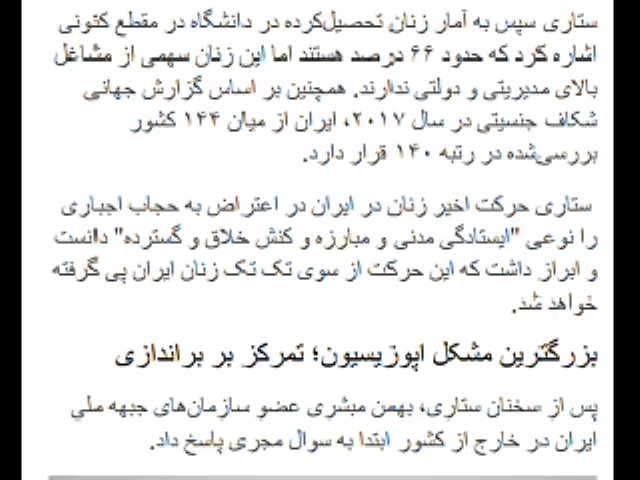 ستاری سپس به آمار زنان تحصیل‌کرده در دانشگاه در مقطع کنونی
اشاره کرد که حدود ۶۶ درصد هستند اما این زنان سهمی از مشاغل
بالای مدیریتی و دولتی ندارند. همچنین بر اساس گزارش جهانی
شکاف جنسیتی در سال ۲۰۱۷، ایران از میان ۱۴۴ کشور
بررسی‌شده در رتبه ۱۴۰ قرار دارد.
ستاری حرکت اخیر زنان در ایران در اعتراض به حجاب اجباری
را نوعی "ایستادگی مدنی و مبارزه و کنش خلاق و گسترده" دانست
و ابراز داشت که این حرکت از سوی تک تک زنان ایران پی گرفته
خواهد شد.
بزرگترین مشکل اپوزیسیون؛ تمرکز بر براندازی
پس از سخنان ستاری، بهمن مبشری عضو سازمان‌های جبهه ملی
ایران در خارج از کشور ابتدا به سوال مجری پاسخ داد.